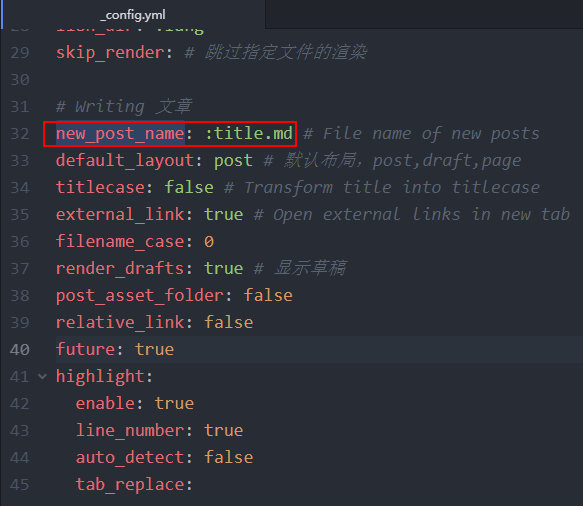 _config.yml
29 skip_render: # 跳过指定文件的渲染
30
31 # Writing 文章
32 new_post_name: :title.md # File name of new posts
33 default_layout: post # 默认布局，post,draft,page
34 titlecase: false # Transform title into titlecase
35 external_link: true # Open external links in new tab
36 filename_case: 0
37 render_drafts: true # 显示草稿
38 post_asset_folder: false
39 relative_link: false
40 future: true
41 highlight:
42 enable: true
43 line_number: true
44 auto_detect: false
45 tab_replace: